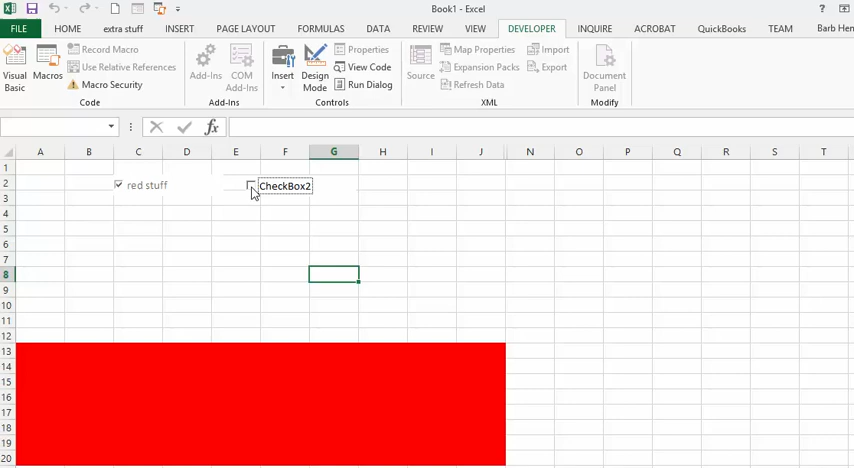 Book1 - Excel
?
FILE HOME extra stuff INSERT PAGE LAYOUT FORMULAS DATA REVIEW VIEW DEVELOPER INQUIRE ACROBAT QuickBooks TEAM Barb Hen
Record Macro Properties Map Properties Import
Use Relative References View Code Expansion Packs Export
Visual Basic Macros Macro Security Add-Ins COM Add-Ins Insert Design Mode Run Dialog Source Refresh Data Document Panel
Code Add-Ins Controls XML Modify
fx
A B C D E F G H I J N O P Q R S T
1
2 red stuff CheckBox2
3
4
5
6
7
8
9
10
11
12
13
14
15
16
17
18
19
20